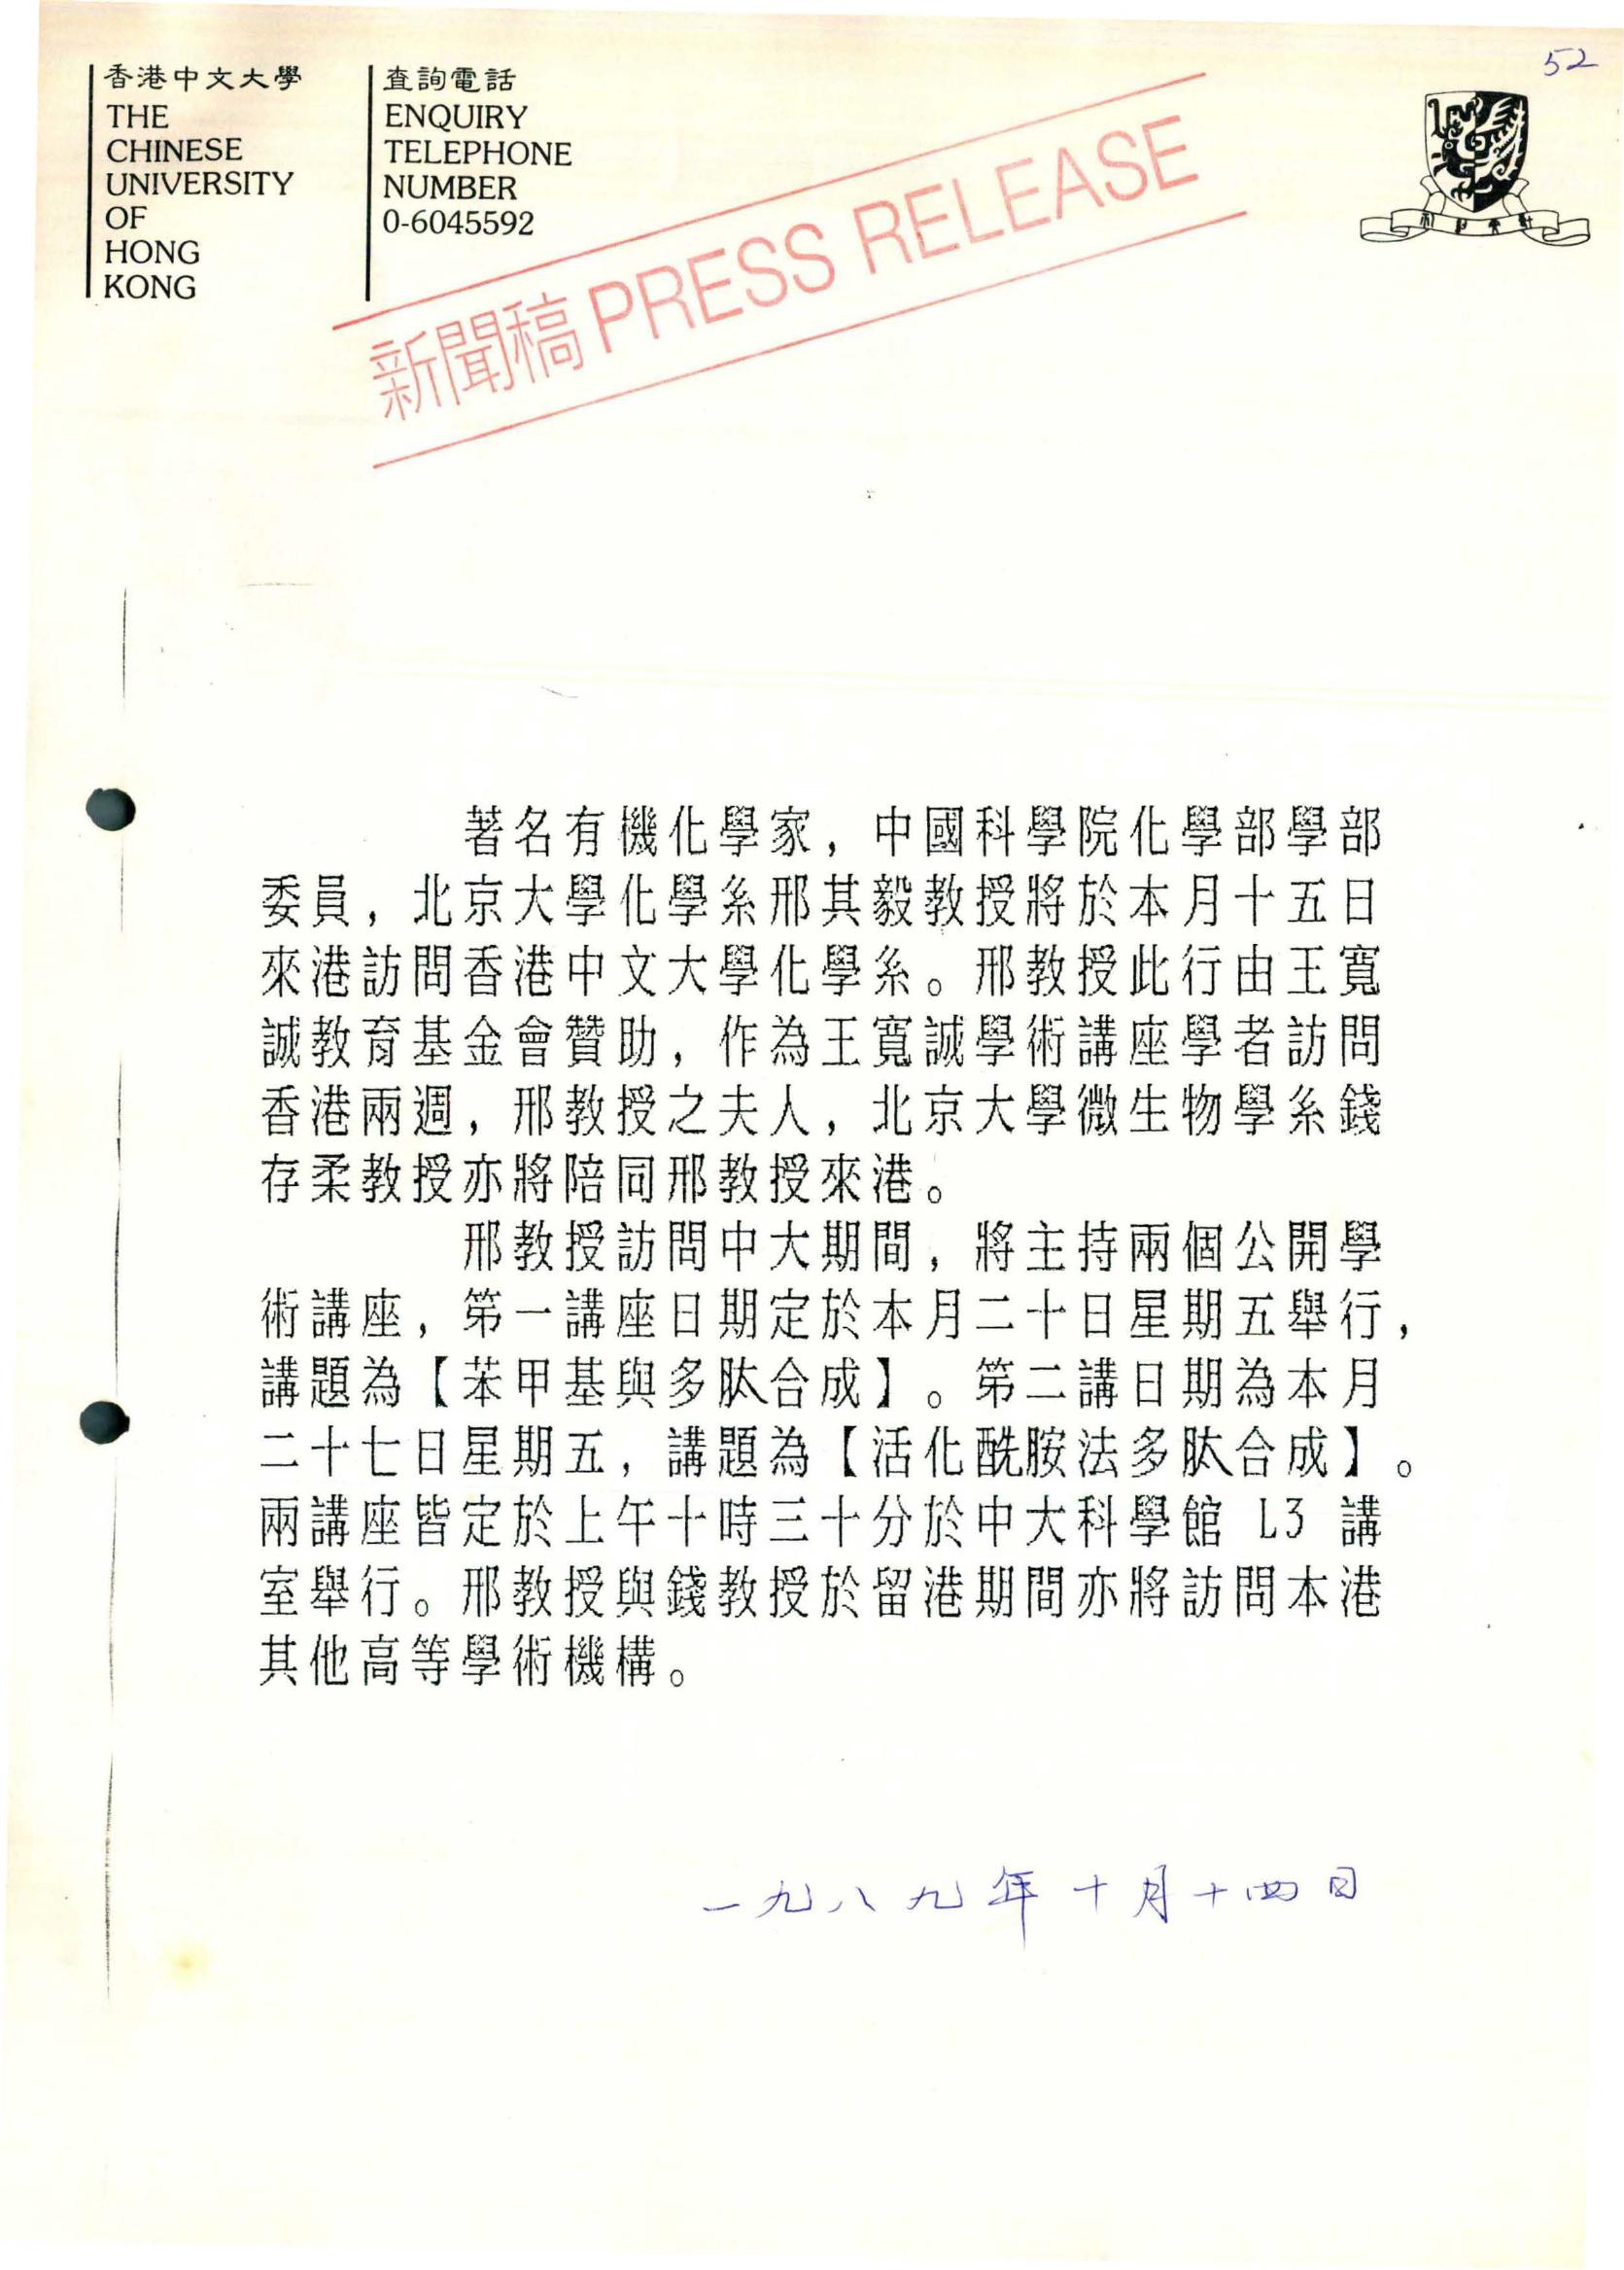 52
香港中文大學
THE
CHINESE
UNIVERSITY
OF
HONG
KONG
查詢電話
ENQUIRY
TELEPHONE
NUMBER
0-6045592
新聞稿 PRESS RELEASE
著名有機化學家，中國科學院化學部學部
委員，北京大學化學系邢其毅教授將於本月十五日
來港訪問香港中文大學化學系。邢教授此行由王寬
誠教育基金會贊助，作為王寬誠學術講座學者訪問
香港兩週，邢教授之夫人，北京大學微生物學系錢
存柔教授亦將陪同邢教授來港。
邢教授訪問中大期間，將主持兩個公開學
術講座，第一講座日期定於本月二十日星期五舉行，
講題為【苯甲基與多肽合成】。第二講日期為本月
二十七日星期五，講題為【活化酰胺法多肽合成】。
兩講座皆定於上午十時三十分於中大科學館 L3 講
室舉行。邢教授與錢教授於留港期間亦將訪問本港
其他高等學術機構。
一九八九年十月十四日